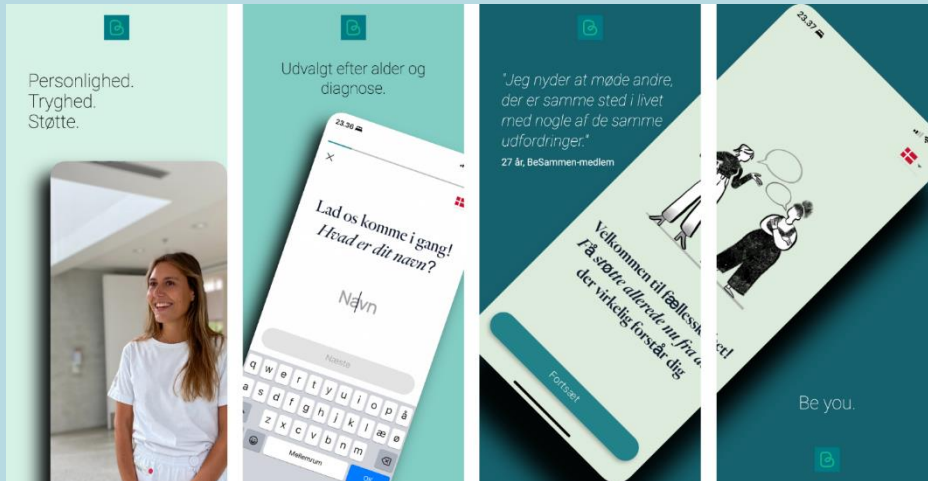 Personlighed.
Tryghed.
Støtte.
Udvalgt efter alder og
diagnose.
23.36
Lad os komme i gang!
Hvad er dit navn?
Navn
Næste
q w e r t y u i o p å
a s d f g h j k l æ ø
z x c v b n m
Mellemrum
OK
"Jeg nyder at møde andre,
der er samme sted i livet
med nogle af de samme
udfordringer."
27 år, BeSammen-medlem
23.37
Velkommen til fællesskabet!
Få støtte allerede nu fra
der virkelig forstår dig
Fortsæt
Be you.